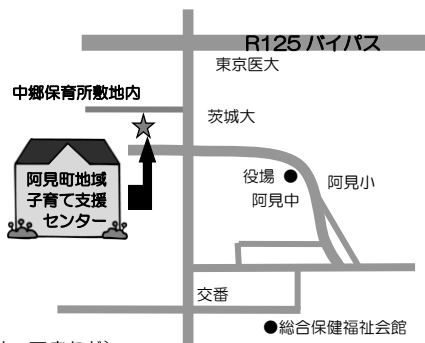 R125 バイパス
東京医大
中郷保育所敷地内
茨城大
阿見町地域
子育て支援
センター
役場
阿見小
阿見中
交番
●総合保健福祉会館